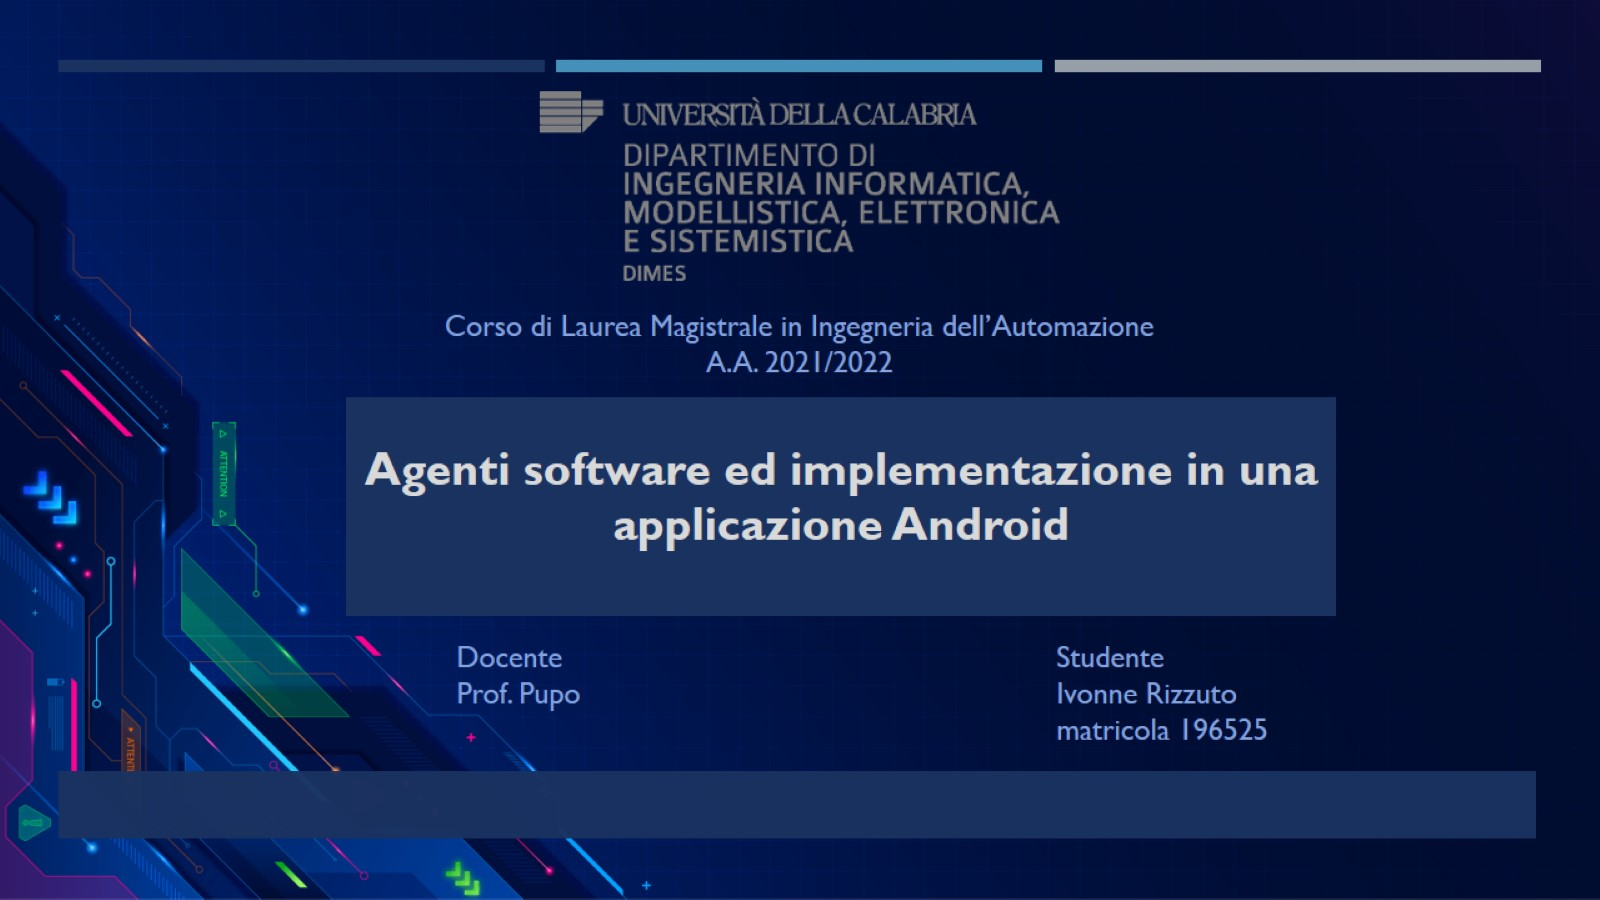 UNIVERSITÀ DELLA CALABRIA
DIPARTIMENTO DI
INGEGNERIA INFORMATICA,
MODELLISTICA, ELETTRONICA
E SISTEMISTICA
DIMES
Corso di Laurea Magistrale in Ingegneria dell’Automazione
A.A. 2021/2022
ATTENTION
Agenti software ed implementazione in una
applicazione Android
Docente
Prof. Pupo
Studente
Ivonne Rizzuto
matricola 196525